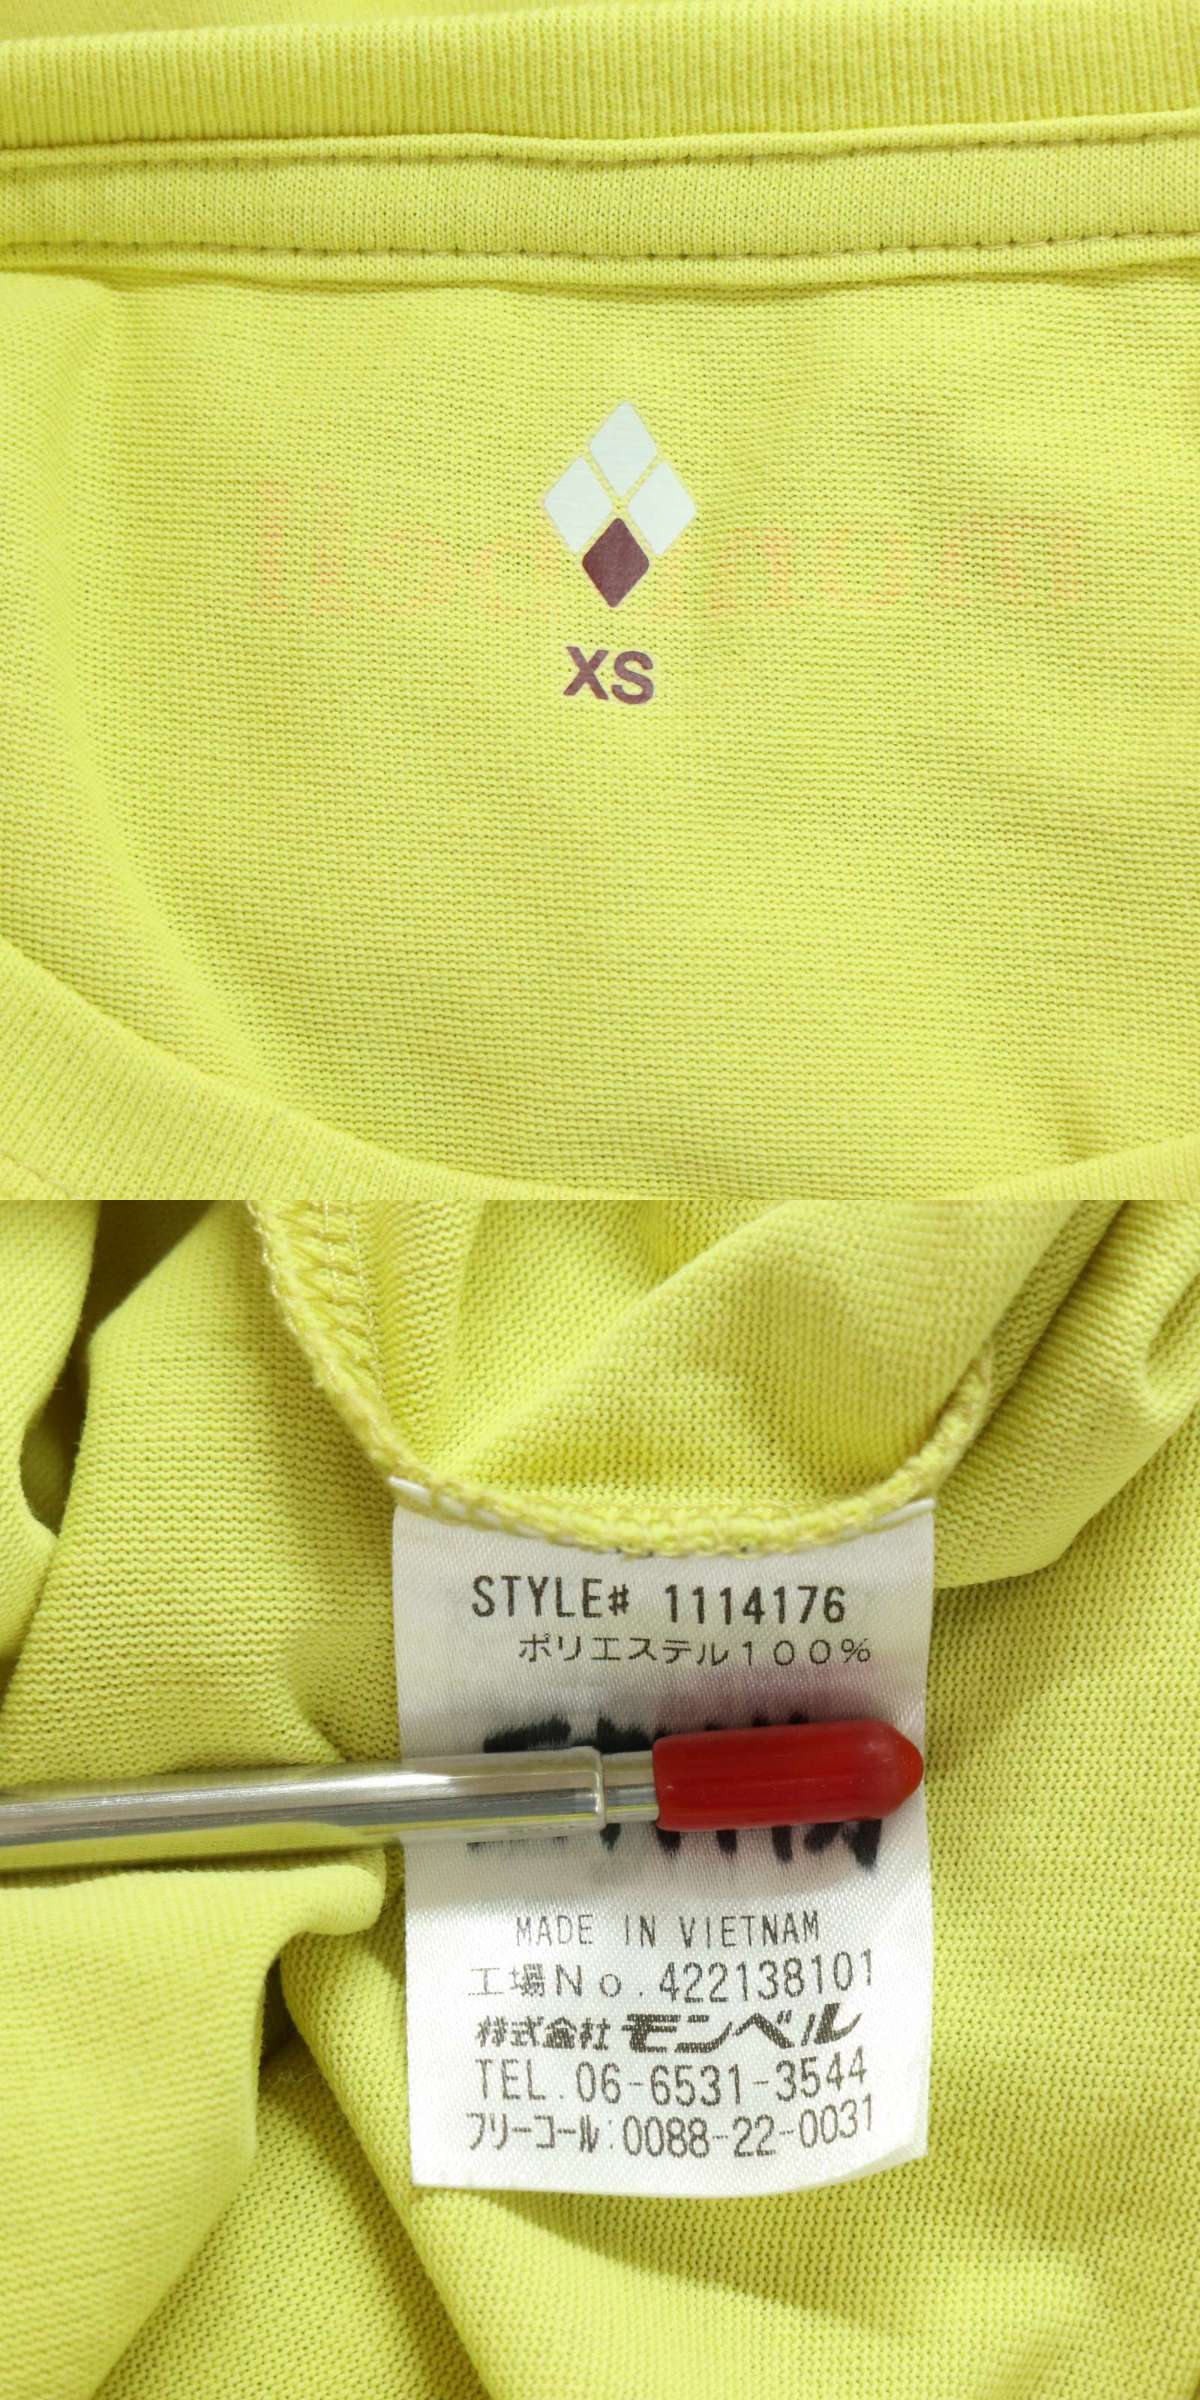 XS
STYLE# 1114176
ポリエステル100%
MADE IN VIETNAM
工場No.422138101
株式会社 モンベル
TEL.06-6531-3544
フリーコール:0088-22-0031